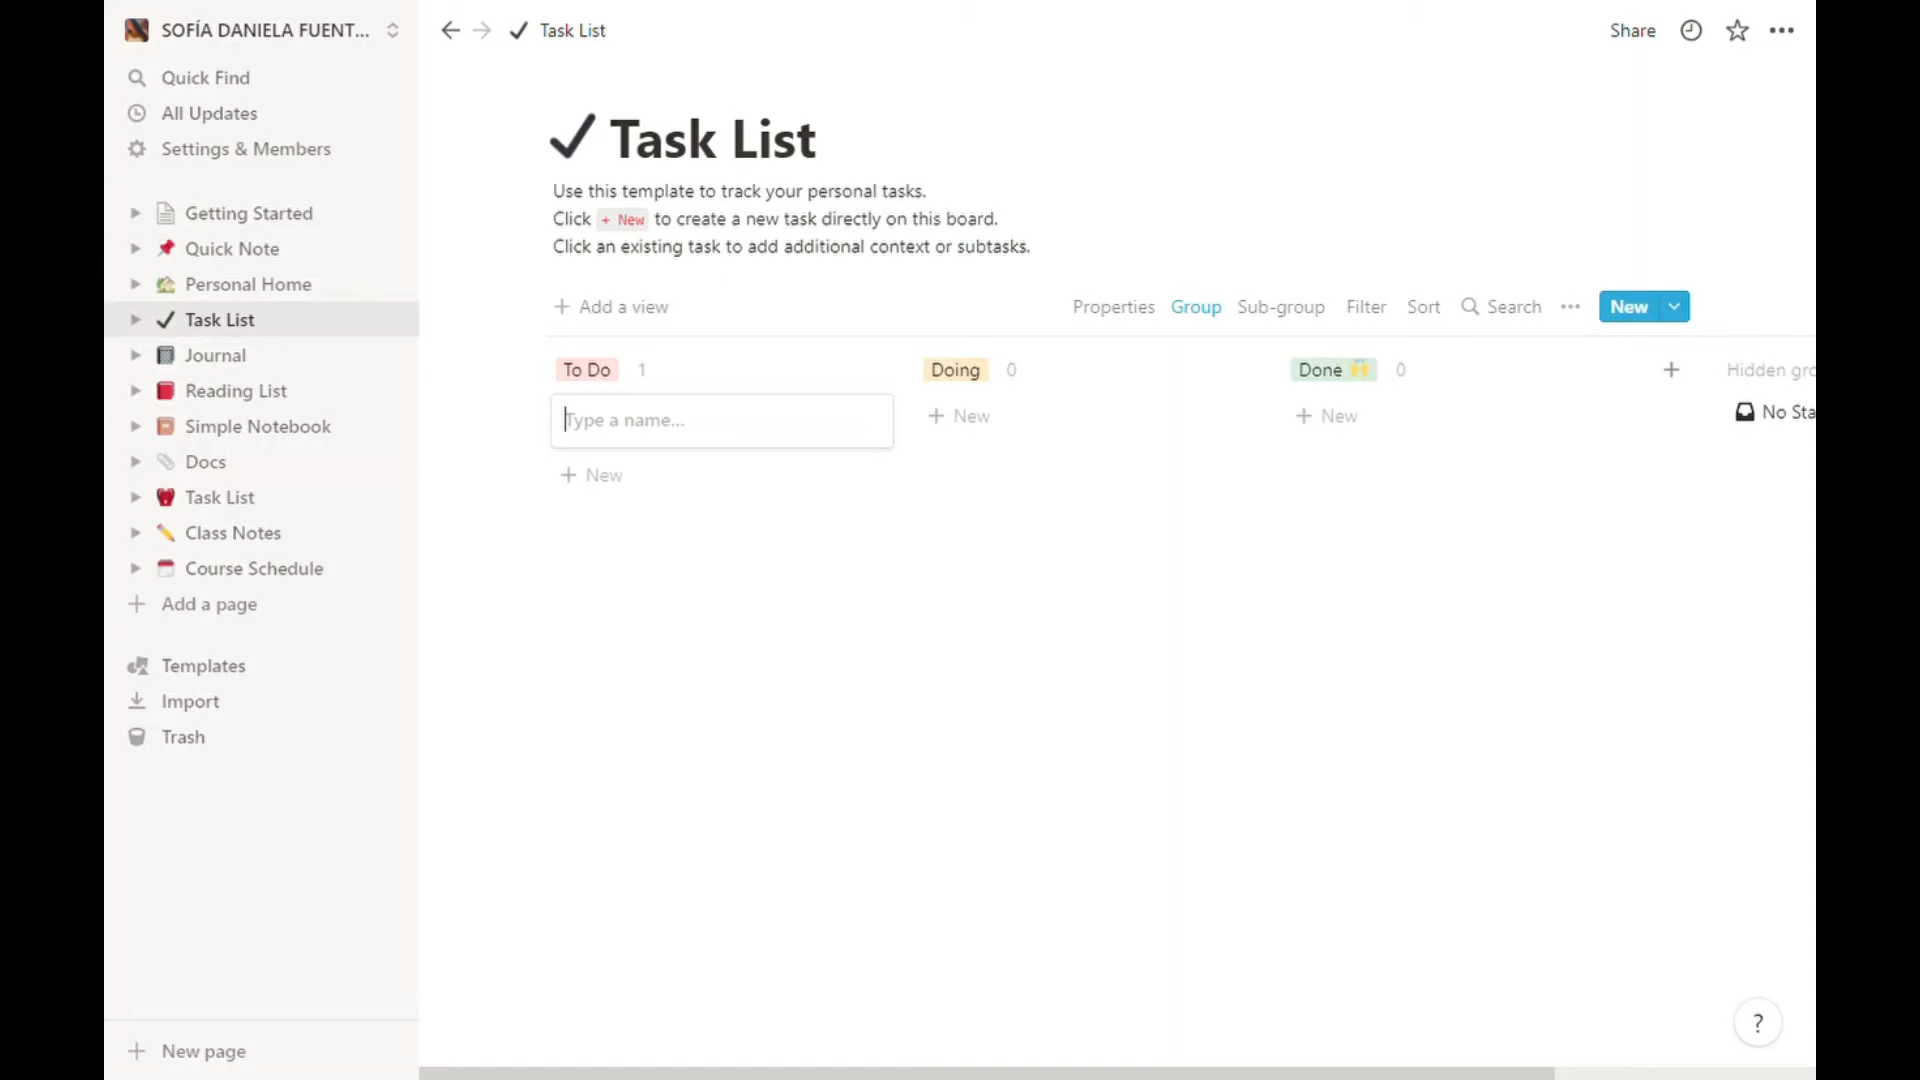 SOFÍA DANIELA FUENT...
Quick Find
All Updates
Settings & Members
Getting Started
Quick Note
Personal Home
Task List
Journal
Reading List
Simple Notebook
Docs
Task List
Class Notes
Course Schedule
Add a page
Templates
Import
Trash
New page
Task List
Share
Task List
Use this template to track your personal tasks.
Click + New to create a new task directly on this board.
Click an existing task to add additional context or subtasks.
Add a view
Properties Group Sub-group Filter Sort Search New
To Do 1 Doing 0 Done 0 Hidden gro
Type a name... New New No Sta
New
?